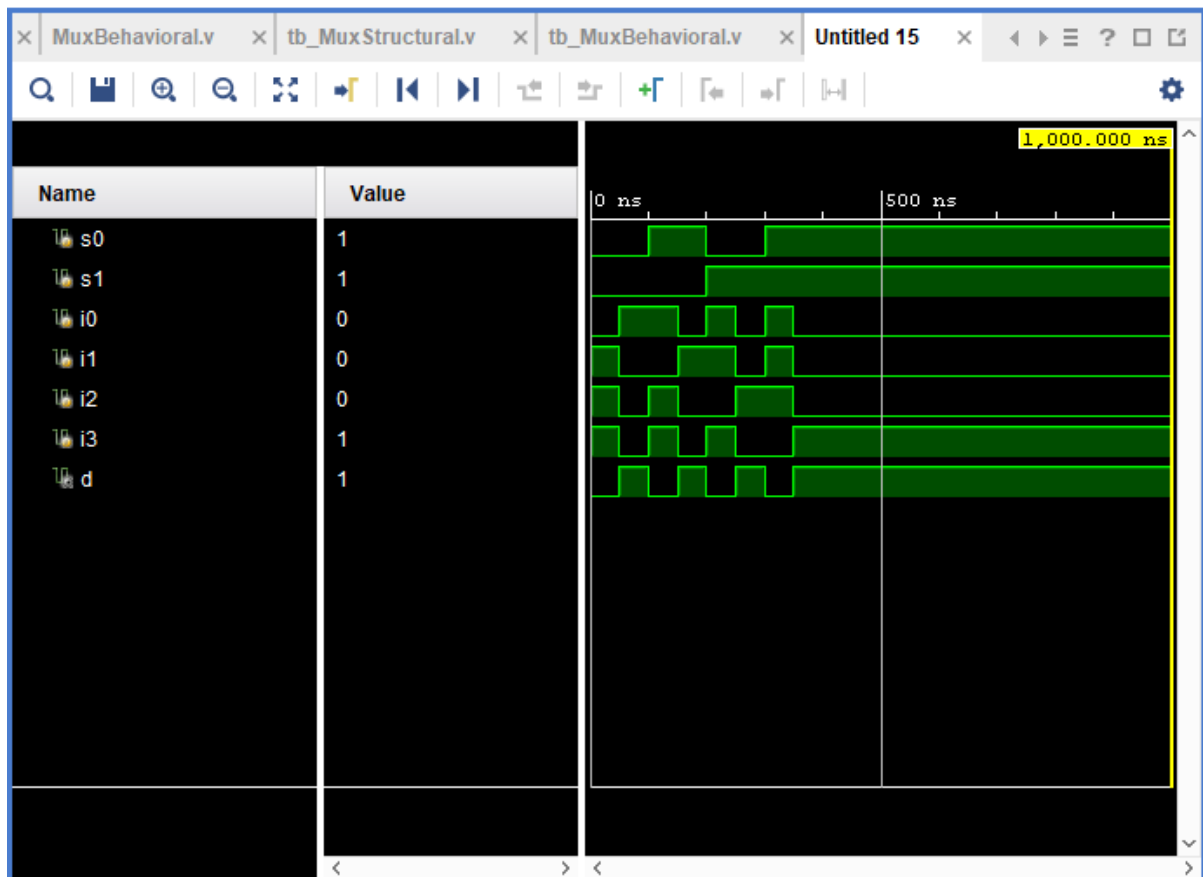 MuxBehavioral.v tb_MuxStructural.v tb_MuxBehavioral.v Untitled 15
1,000.000 ns
Name Value 0 ns 500 ns
s0 1
s1 1
i0 0
i1 0
i2 0
i3 1
d 1